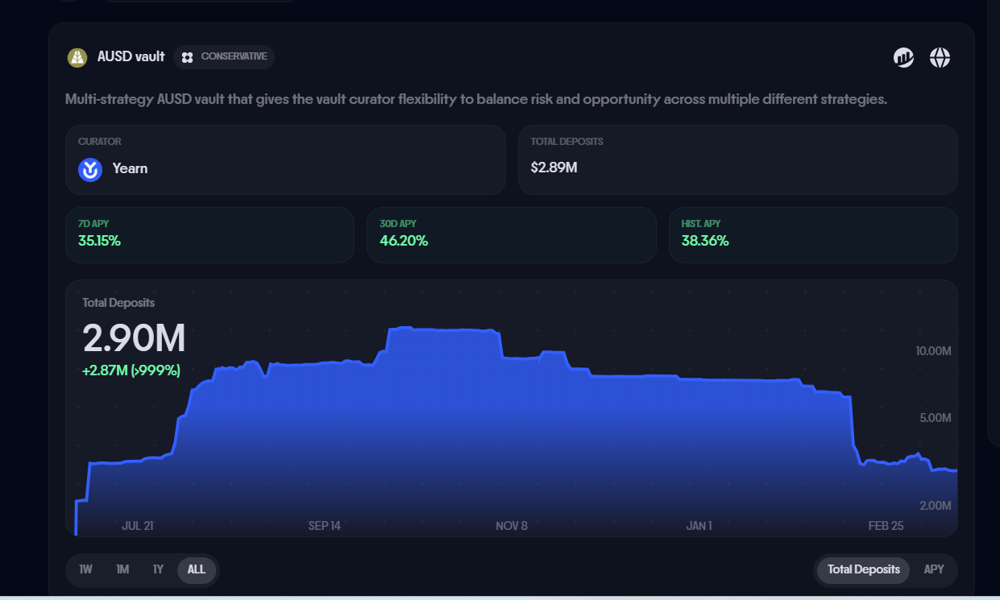 AUSD vault
CONSERVATIVE
Multi-strategy AUSD vault that gives the vault curator flexibility to balance risk and opportunity across multiple different strategies.
CURATOR
Yearn
TOTAL DEPOSITS
$2.89M
7D APY
35.15%
30D APY
46.20%
HIST. APY
38.36%
Total Deposits
2.90M
+2.87M (>999%)
10.00M
5.00M
2.00M
JUL 21
SEP 14
NOV 8
JAN 1
FEB 25
1W
1M
1Y
ALL
Total Deposits
APY